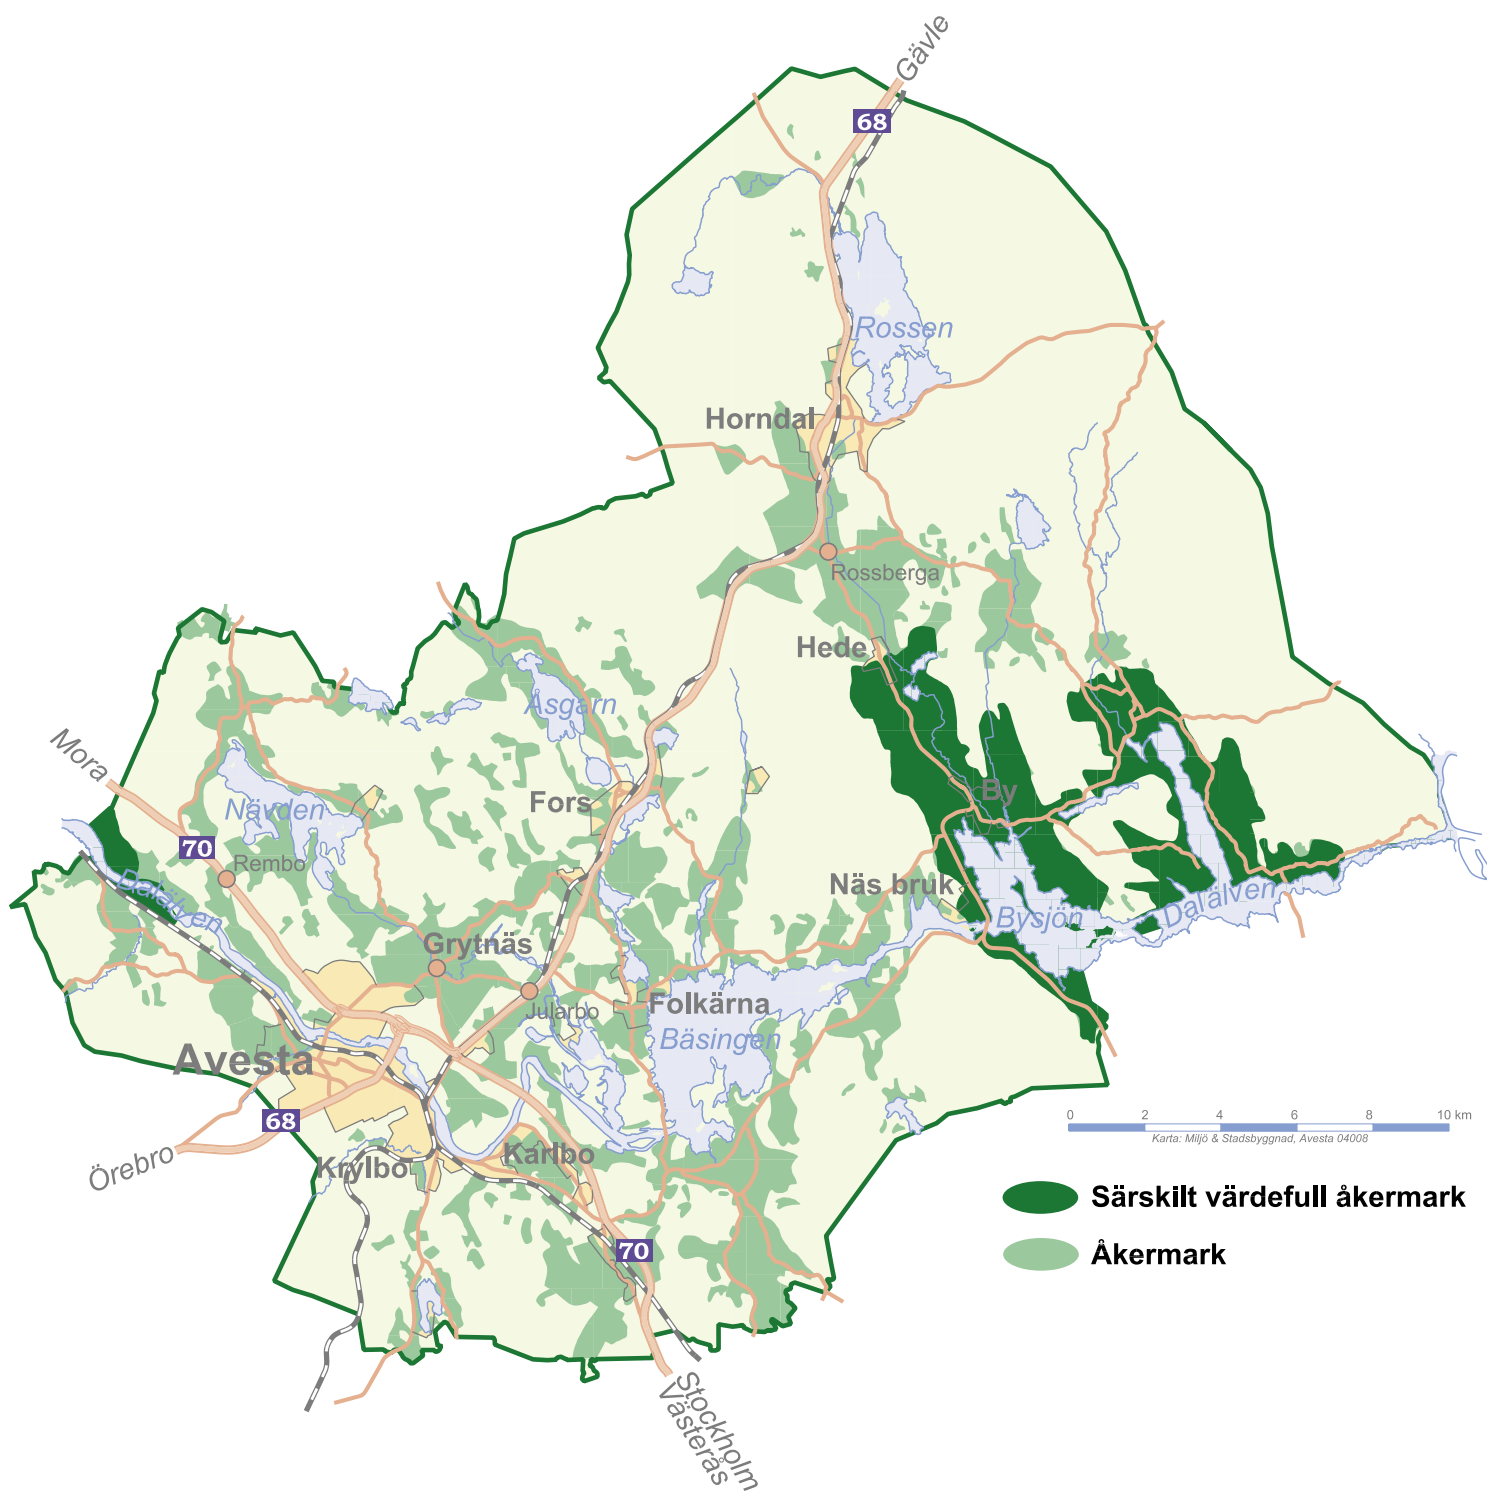 Gävle
68
Rossen
Horndal
Rossberga
Hede
Åsgarn
Mora
Nävden
Fors
By
70
Rembo
Dalälven
Näs bruk
Bysjön
Dalälven
Grytnäs
Jularbo
Folkärna
Bäsingen
Avesta
68
Örebro
Krylbo
Karlbo
70
Stockholm
Västerås
0 2 4 6 8 10 km
Karta: Miljö & Stadsbyggnad, Avesta 04008
Särskilt värdefull åkermark
Åkermark